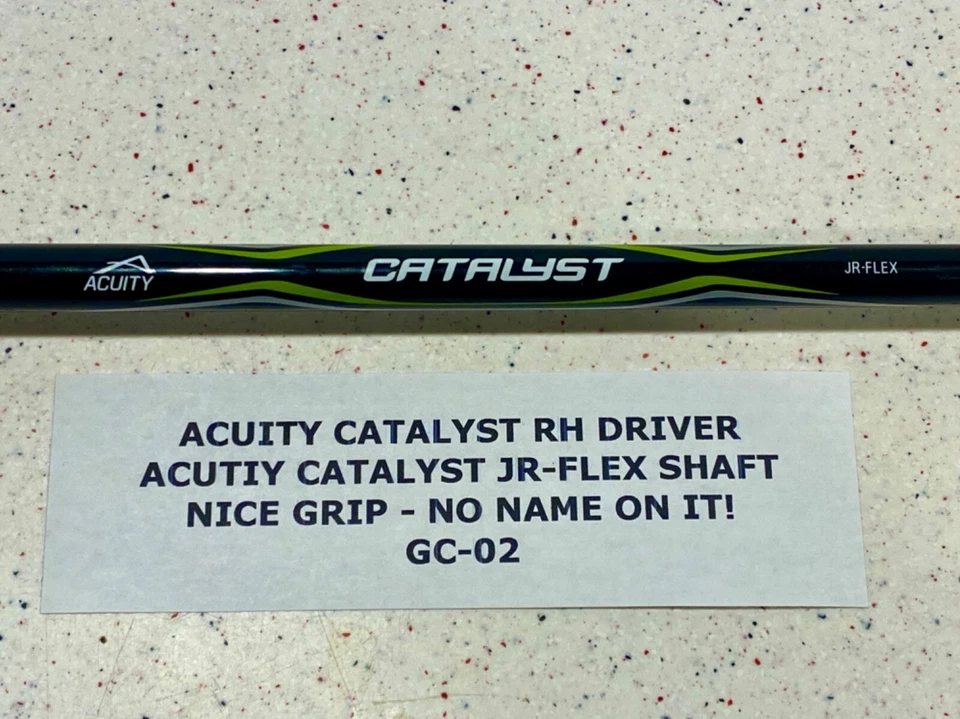 ACUITY CATALYST JR-FLEX
ACUITY CATALYST RH DRIVER
ACUTIY CATALYST JR-FLEX SHAFT
NICE GRIP - NO NAME ON IT!
GC-02